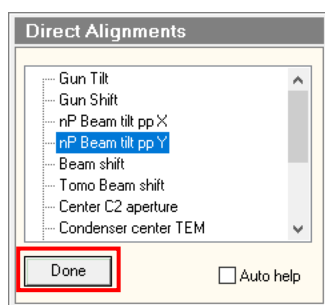 Direct Alignments
Gun Tilt
Gun Shift
nP Beam tilt pp X
nP Beam tilt pp Y
Beam shift
Tomo Beam shift
Center C2 aperture
Condenser center TEM
Done
Auto help